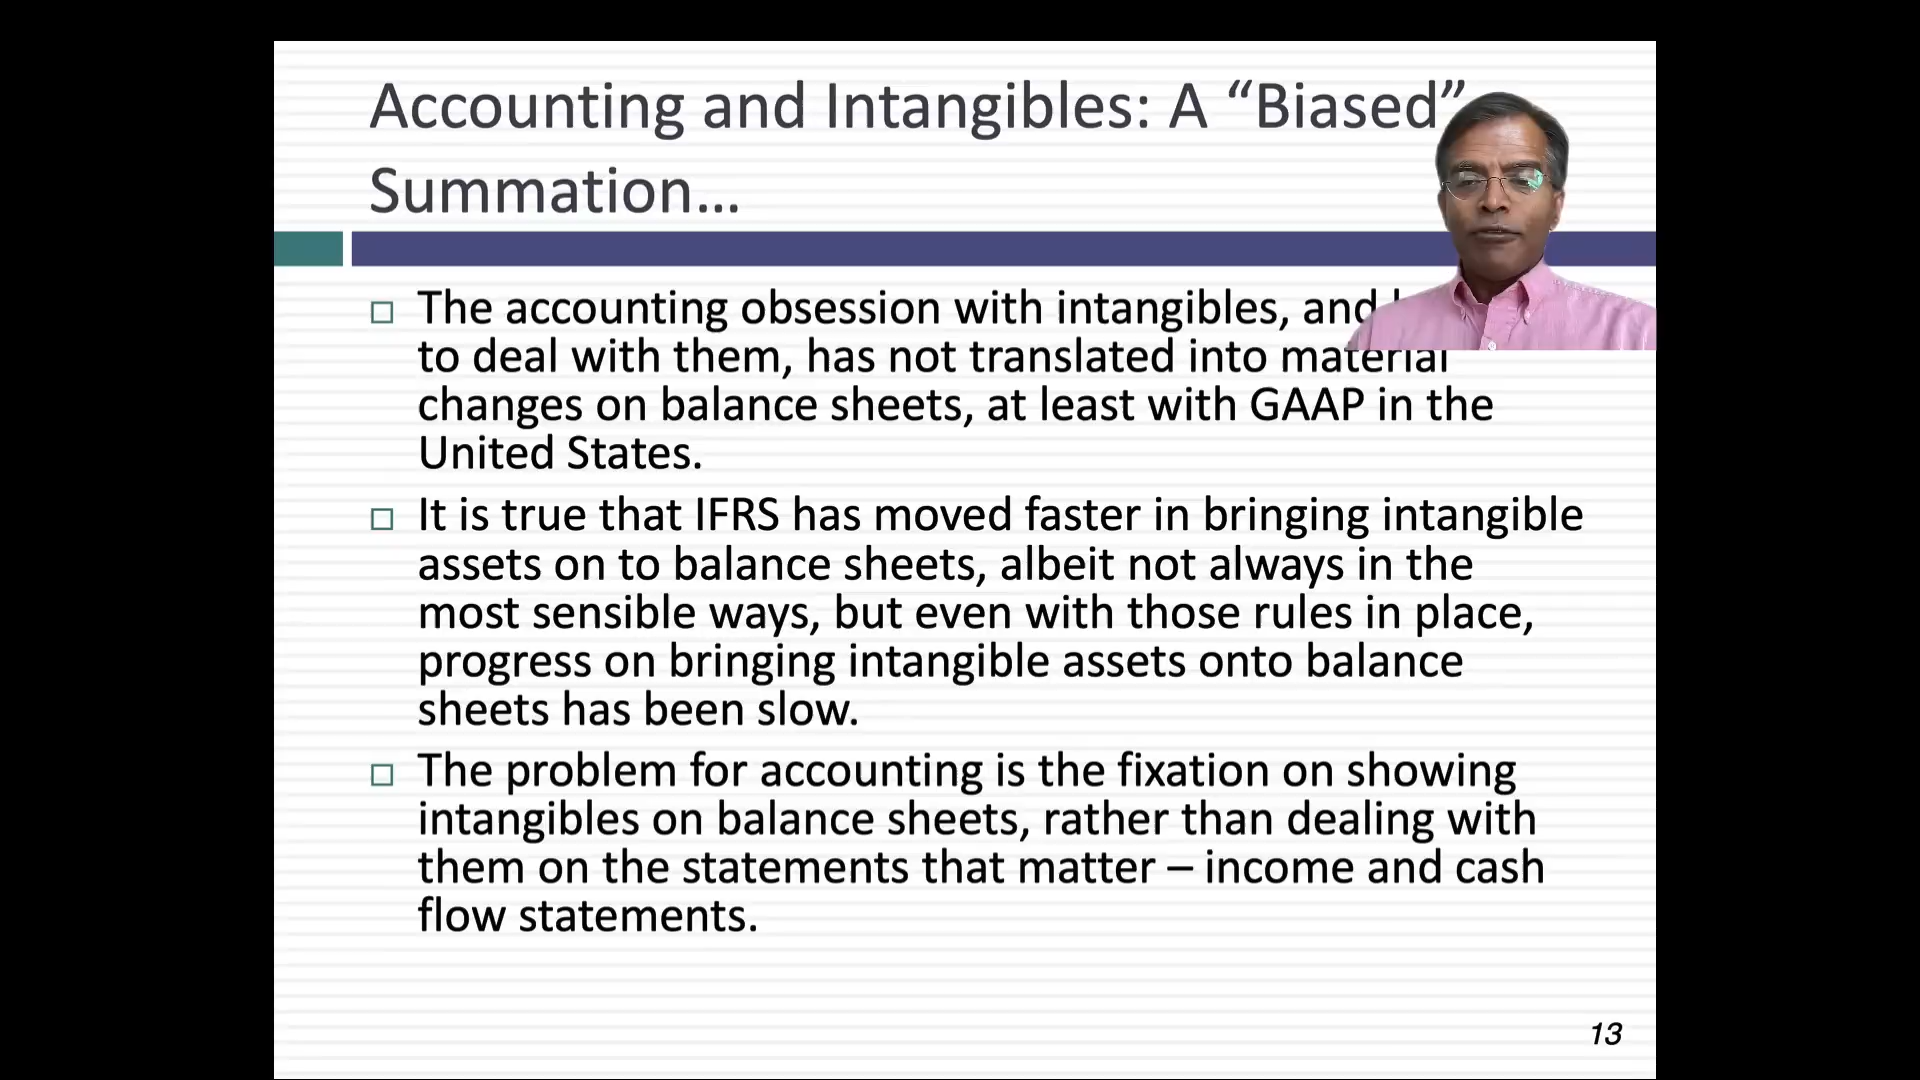 Accounting and Intangibles: A “Biased”
Summation…
The accounting obsession with intangibles, and
to deal with them, has not translated into material
changes on balance sheets, at least with GAAP in the
United States.
It is true that IFRS has moved faster in bringing intangible
assets on to balance sheets, albeit not always in the
most sensible ways, but even with those rules in place,
progress on bringing intangible assets onto balance
sheets has been slow.
The problem for accounting is the fixation on showing
intangibles on balance sheets, rather than dealing with
them on the statements that matter – income and cash
flow statements.
13